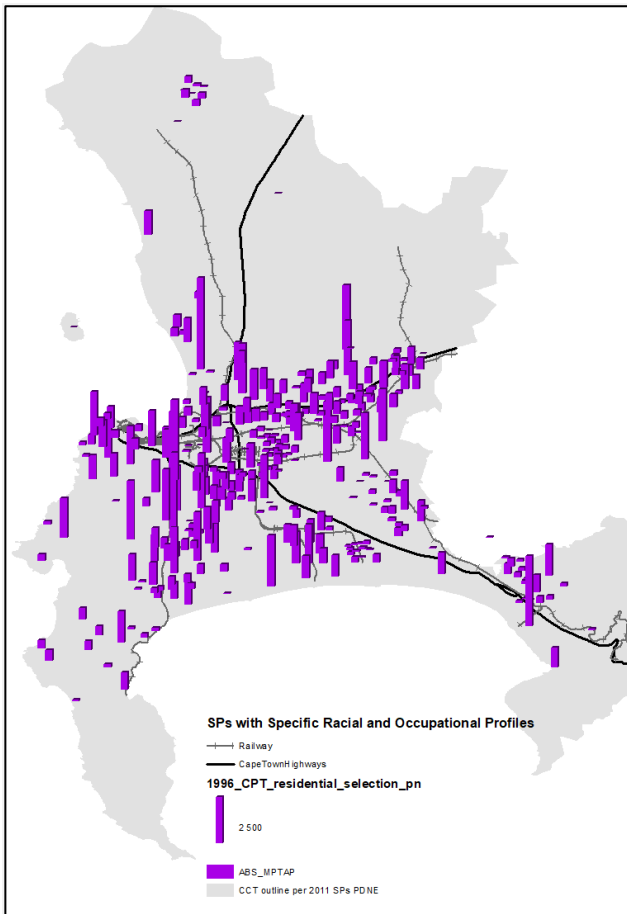 SPs with Specific Racial and Occupational Profiles
Railway
CapeTownHighways
1996_CPT_residential_selection_pn
2 500
ABS_MPTAP
CCT outline per 2011 SPs PDNE